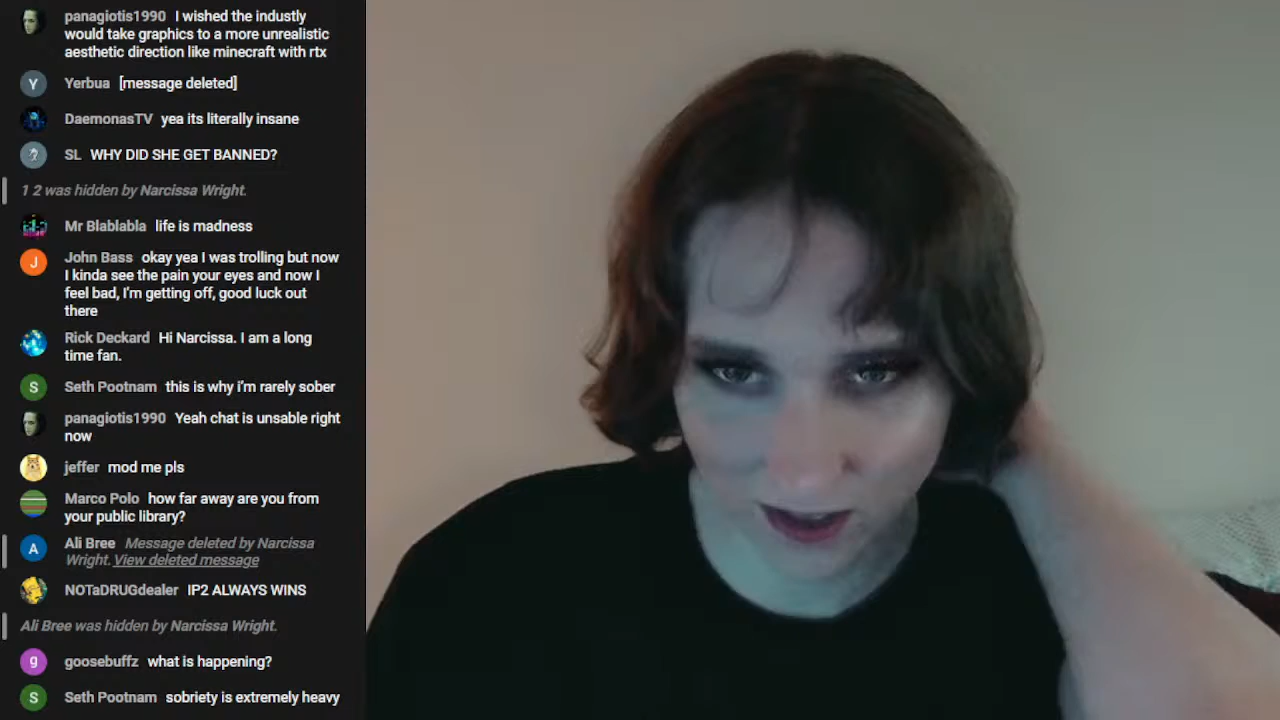 panagiotis1990 I wished the industly
would take graphics to a more unrealistic
aesthetic direction like minecraft with rtx
Y Yerbua [message deleted]
DaemonasTV yea its literally insane
SL WHY DID SHE GET BANNED?
1 2 was hidden by Narcissa Wright.
Mr Blablabla life is madness
J John Bass okay yea I was trolling but now
I kinda see the pain your eyes and now I
feel bad, I'm getting off, good luck out
there
Rick Deckard Hi Narcissa. I am a long
time fan.
S Seth Pootnam this is why i'm rarely sober
panagiotis1990 Yeah chat is unsable right
now
jeffer mod me pls
Marco Polo how far away are you from
your public library?
A Ali Bree Message deleted by Narcissa
Wright. View deleted message
NOTaDRUGdealer IP2 ALWAYS WINS
Ali Bree was hidden by Narcissa Wright.
g goosebuffz what is happening?
S Seth Pootnam sobriety is extremely heavy